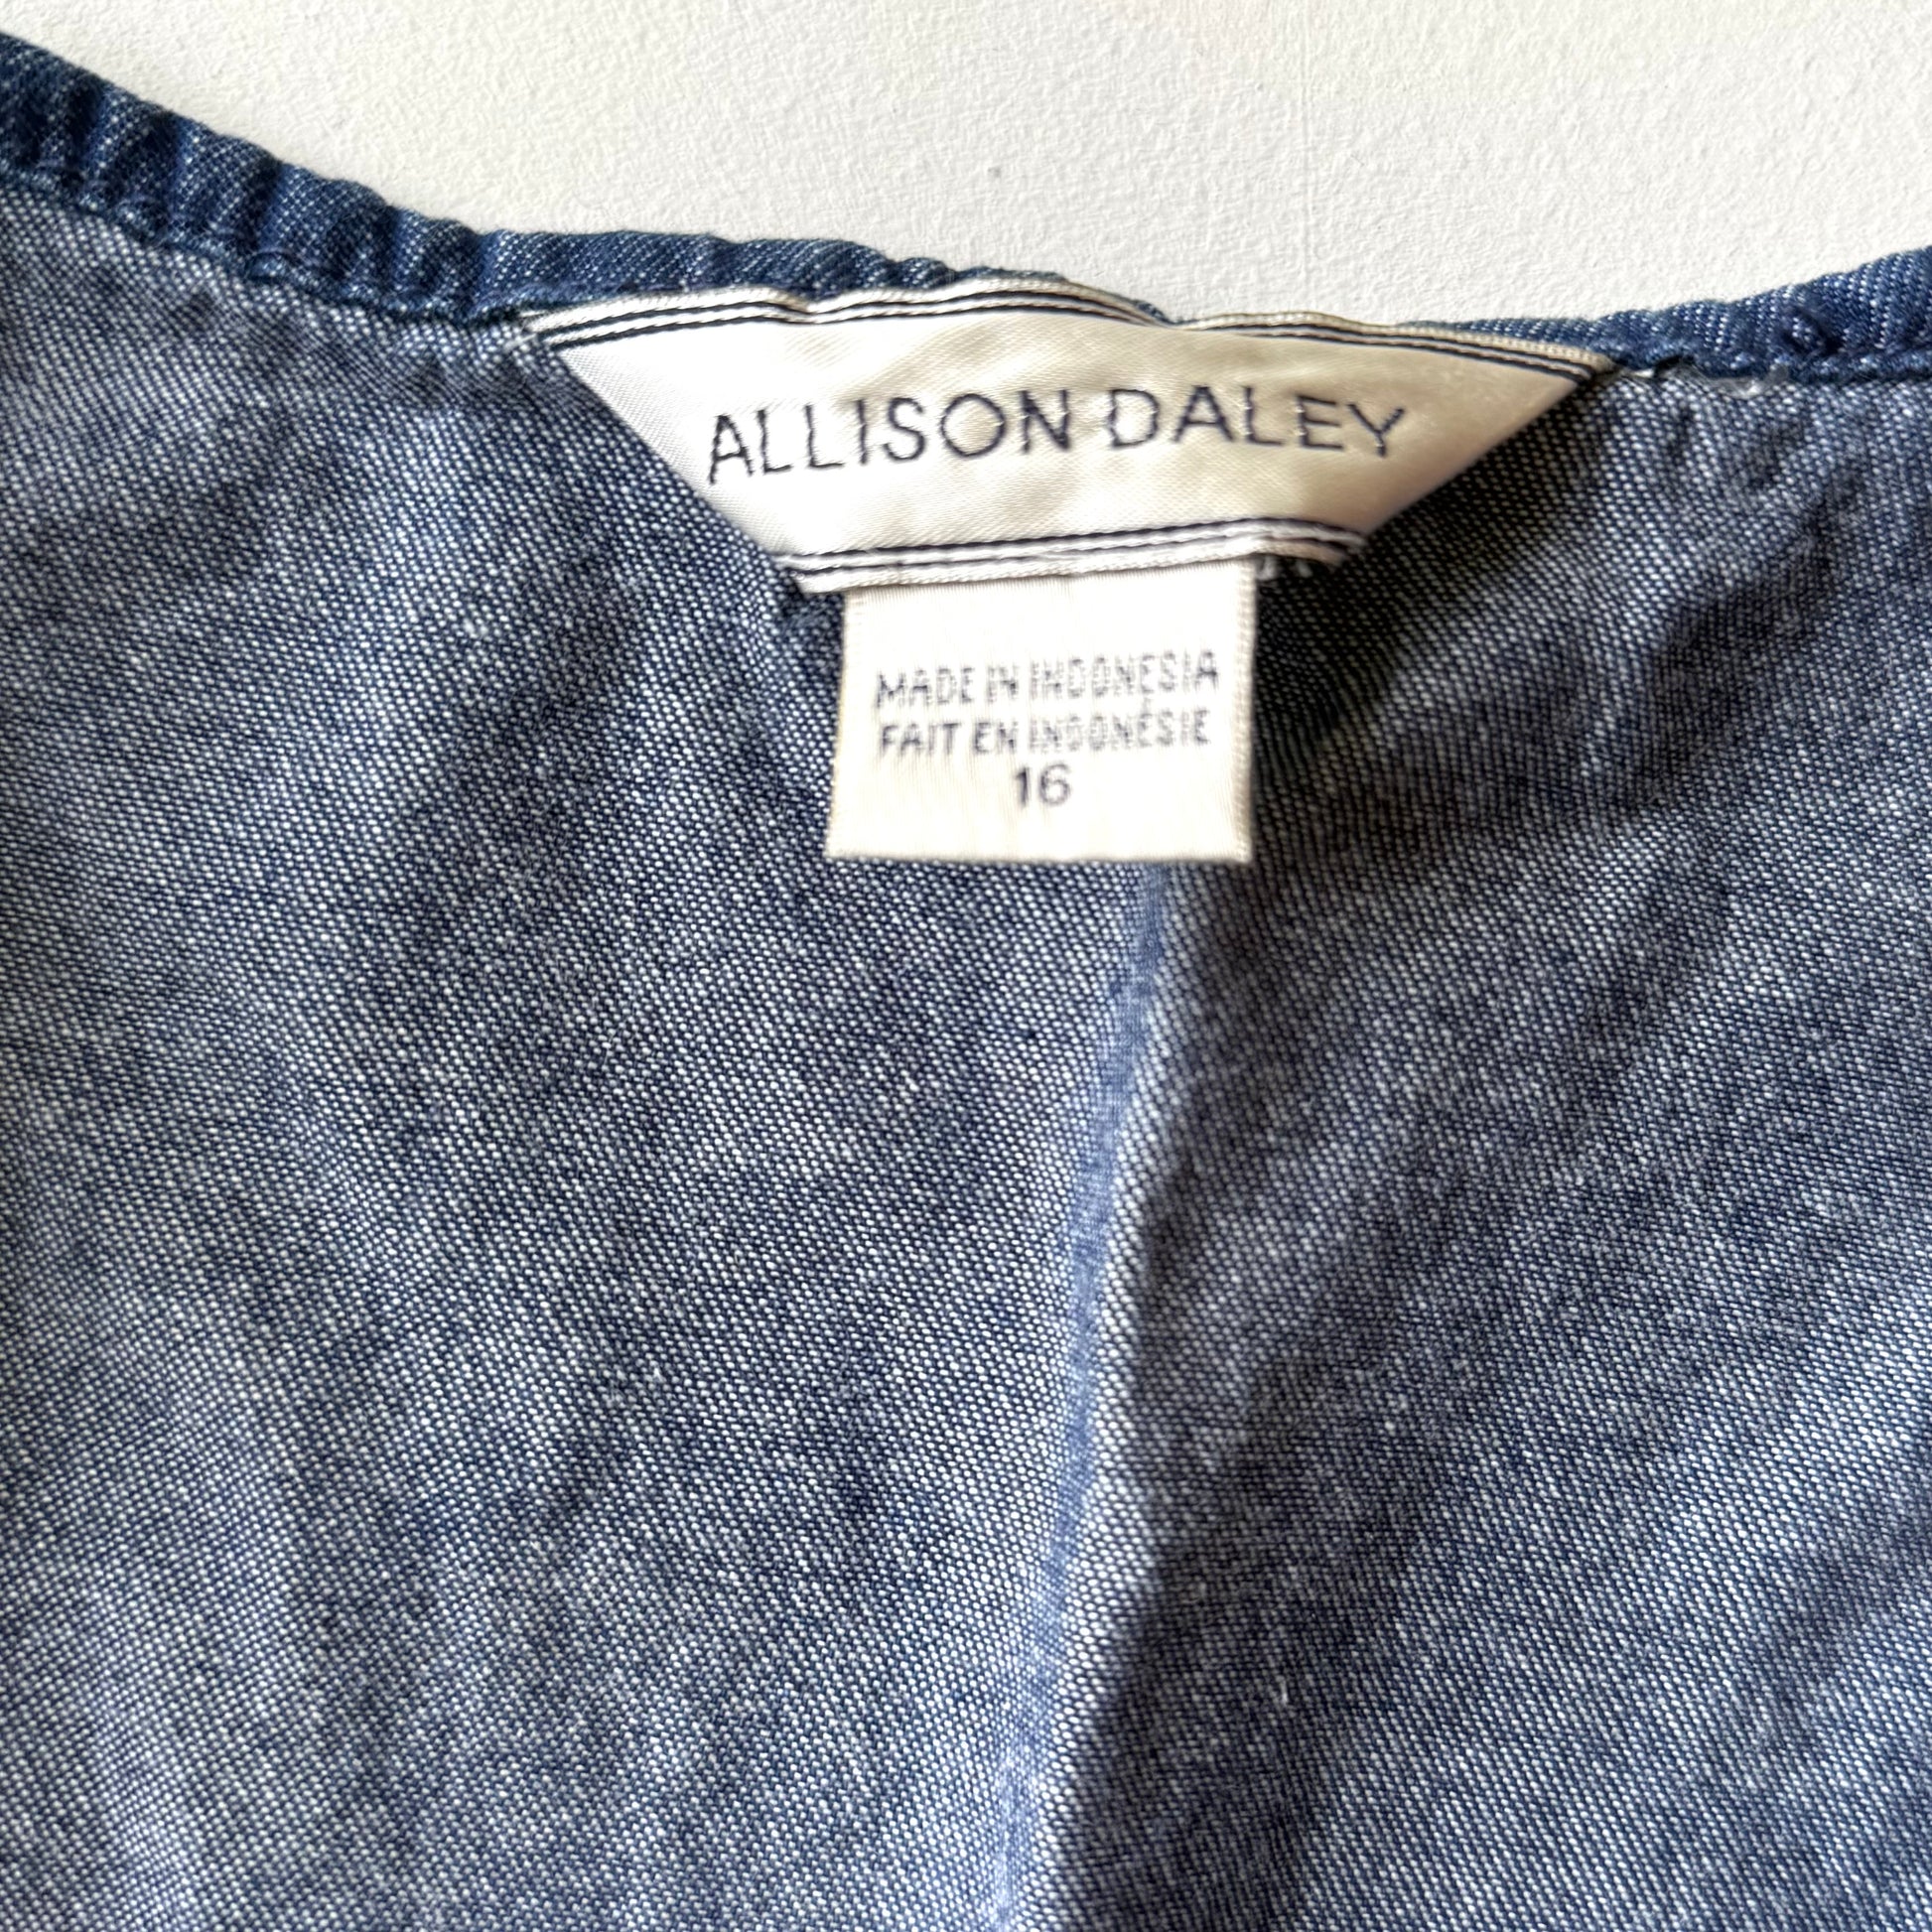 ALLISON DALEY
MADE IN INDONESIA
FAIT EN INDONÉSIE
16